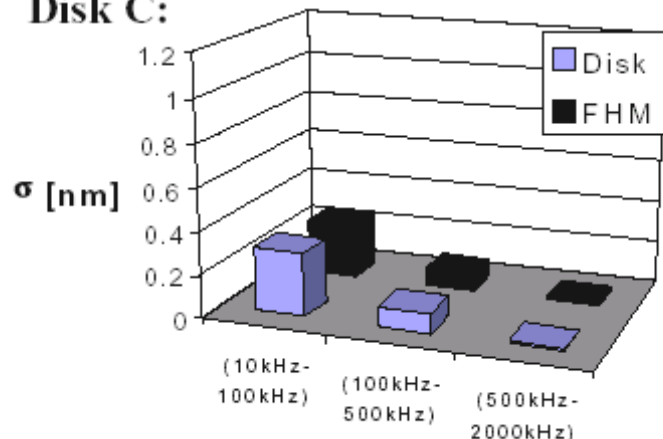 Disk C:
1.2
1
0.8
0.6
0.4
0.2
0
σ [nm]
Disk
FHM
(10kHz-
100kHz)
(100kHz-
500kHz)
(500kHz-
2000kHz)